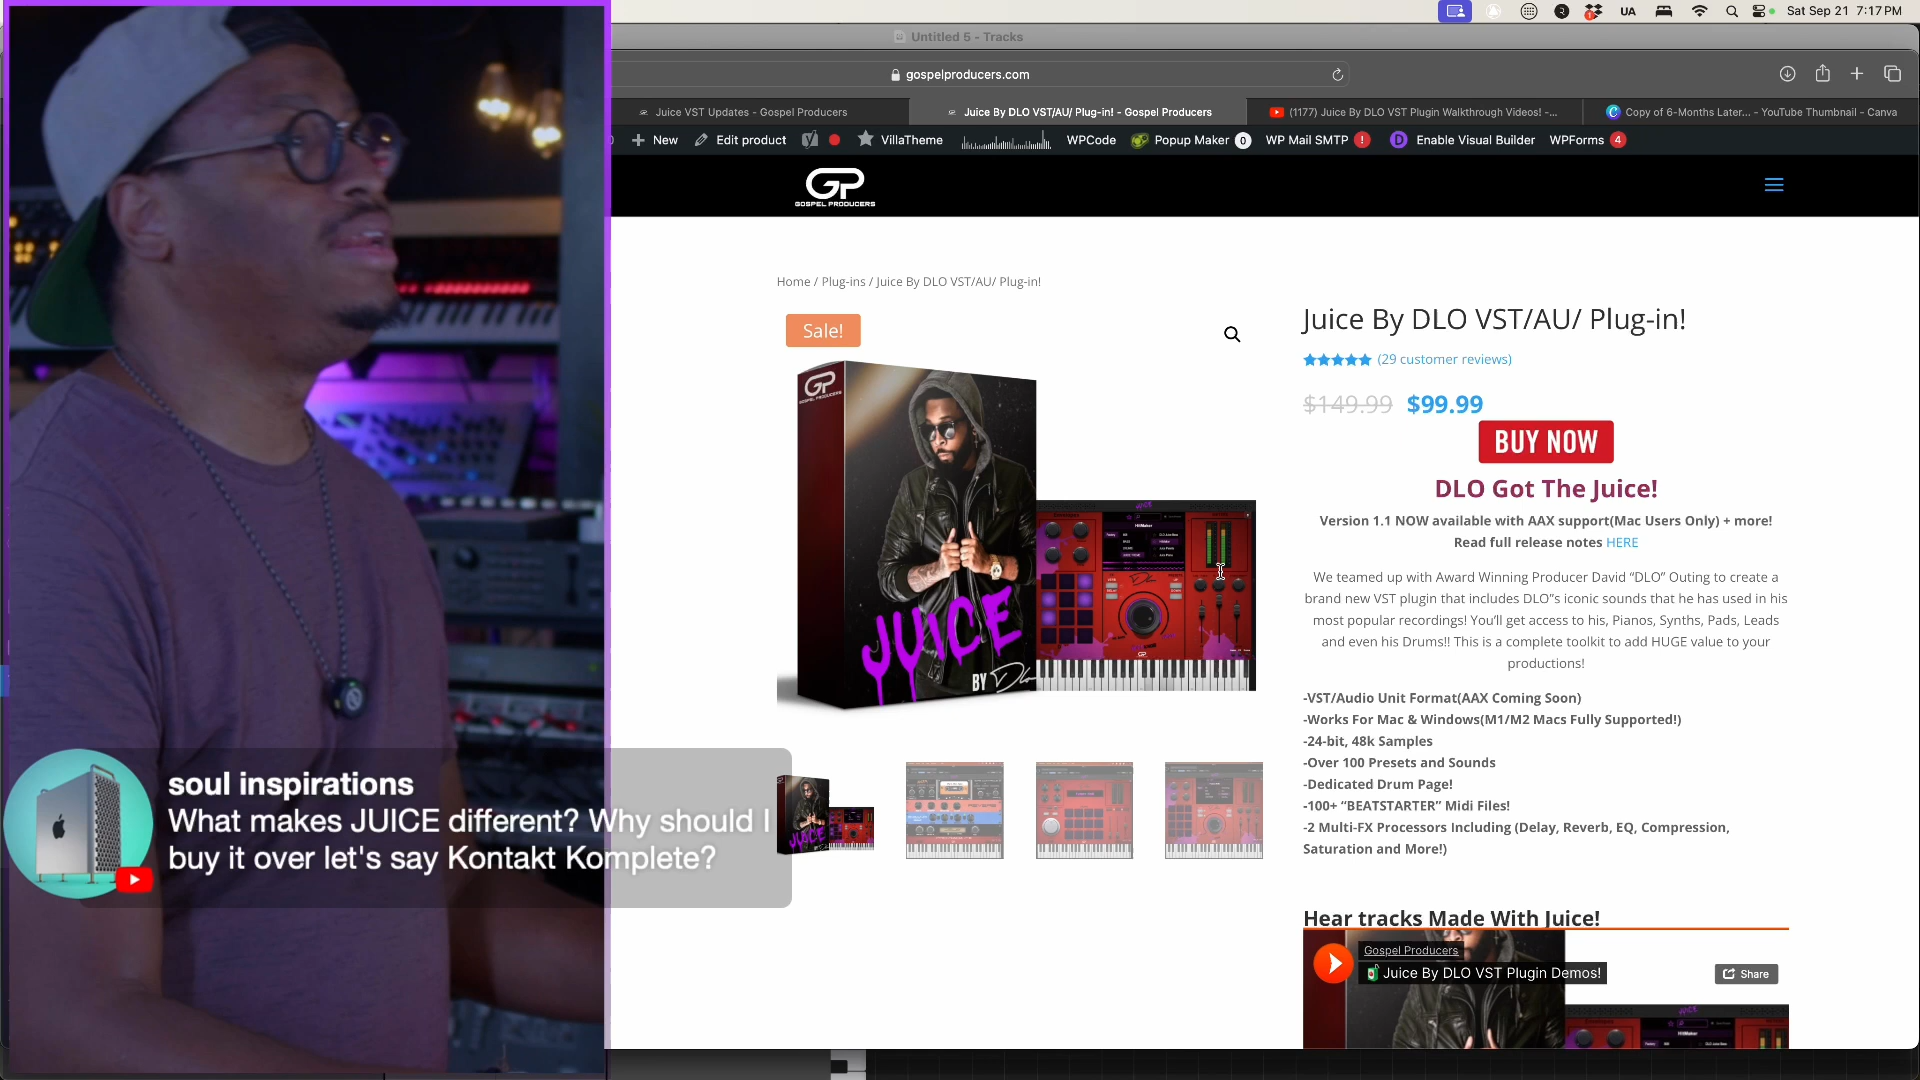 UA
Sat Sep 21 7:17 PM
Untitled 5 - Tracks
gospelproducers.com
Juice VST Updates - Gospel Producers
Juice By DLO VST/AU/ Plug-in! - Gospel Producers
(1177) Juice By DLO VST Plugin Walkthrough Videos! -...
Copy of 6-Months Later... - YouTube Thumbnail - Canva
New
Edit product
VillaTheme
WPCode
Popup Maker 0
WP Mail SMTP !
Enable Visual Builder
WPForms 4
GP
GOSPEL PRODUCERS
Home / Plug-ins / Juice By DLO VST/AU/ Plug-in!
Sale!
GP
JUICE
BY DLO
Juice By DLO VST/AU/ Plug-in!
(29 customer reviews)
$149.99 $99.99
BUY NOW
DLO Got The Juice!
Version 1.1 NOW available with AAX support(Mac Users Only) + more!
Read full release notes HERE
We teamed up with Award Winning Producer David “DLO” Outing to create a
brand new VST plugin that includes DLO"s iconic sounds that he has used in his
most popular recordings! You’ll get access to his, Pianos, Synths, Pads, Leads
and even his Drums!! This is a complete toolkit to add HUGE value to your
productions!
-VST/Audio Unit Format(AAX Coming Soon)
-Works For Mac & Windows(M1/M2 Macs Fully Supported!)
-24-bit, 48k Samples
-Over 100 Presets and Sounds
-Dedicated Drum Page!
-100+ “BEATSTARTER” Midi Files!
-2 Multi-FX Processors Including (Delay, Reverb, EQ, Compression,
Saturation and More!)
soul inspirations
What makes JUICE different? Why should I
buy it over let's say Kontakt Komplete?
Hear tracks Made With Juice!
Gospel Producers
Juice By DLO VST Plugin Demos!
Share